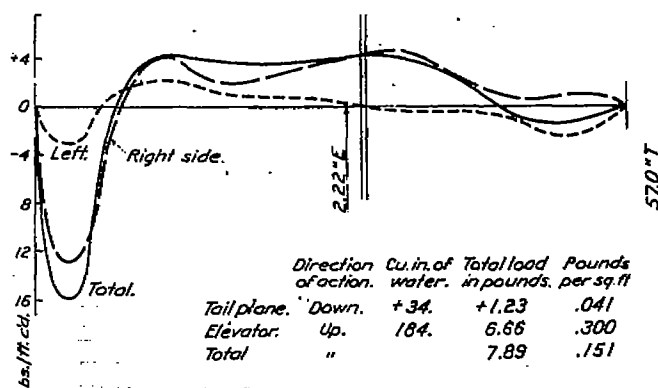 +4
0
-4
8
12
16
lbs./ft. cd.
Left.
Right side.
Total.
2.22"E
57.0"T
Direction of action. Cu. in. of water. Total load in pounds. Pounds per sq. ft
Tail plane. Down. +34. +1.23 .041
Elevator. Up. 184. 6.66 .300
Total " 7.89 .151